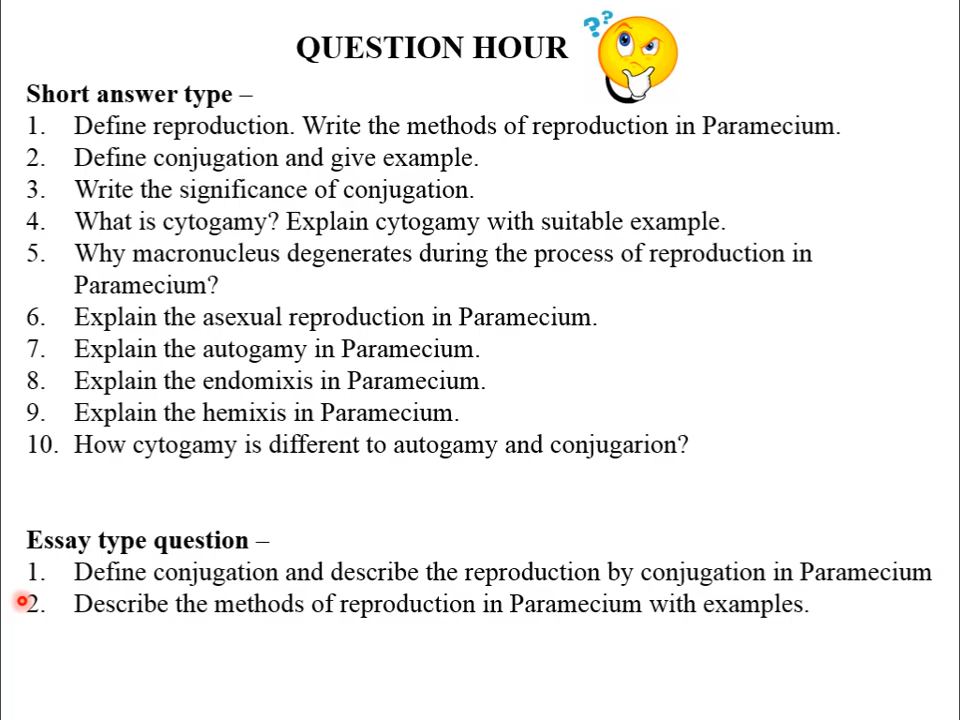 QUESTION HOUR
??
Short answer type –
1. Define reproduction. Write the methods of reproduction in Paramecium.
2. Define conjugation and give example.
3. Write the significance of conjugation.
4. What is cytogamy? Explain cytogamy with suitable example.
5. Why macronucleus degenerates during the process of reproduction in
Paramecium?
6. Explain the asexual reproduction in Paramecium.
7. Explain the autogamy in Paramecium.
8. Explain the endomixis in Paramecium.
9. Explain the hemixis in Paramecium.
10. How cytogamy is different to autogamy and conjugarion?
Essay type question –
1. Define conjugation and describe the reproduction by conjugation in Paramecium
2. Describe the methods of reproduction in Paramecium with examples.